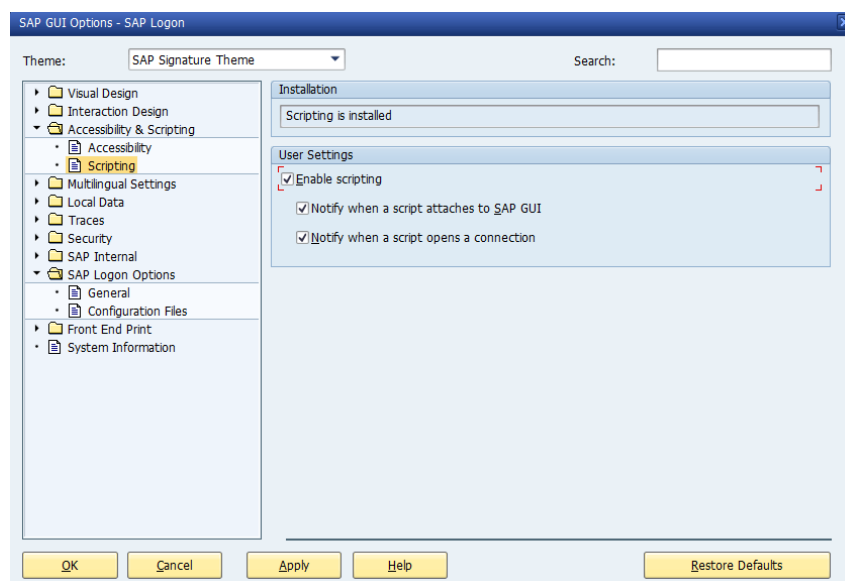 SAP GUI Options - SAP Logon
Theme:
SAP Signature Theme
Search:
Visual Design
Interaction Design
Accessibility & Scripting
Accessibility
Scripting
Multilingual Settings
Local Data
Traces
Security
SAP Internal
SAP Logon Options
General
Configuration Files
Front End Print
System Information
Installation
Scripting is installed
User Settings
Enable scripting
Notify when a script attaches to SAP GUI
Notify when a script opens a connection
OK
Cancel
Apply
Help
Restore Defaults